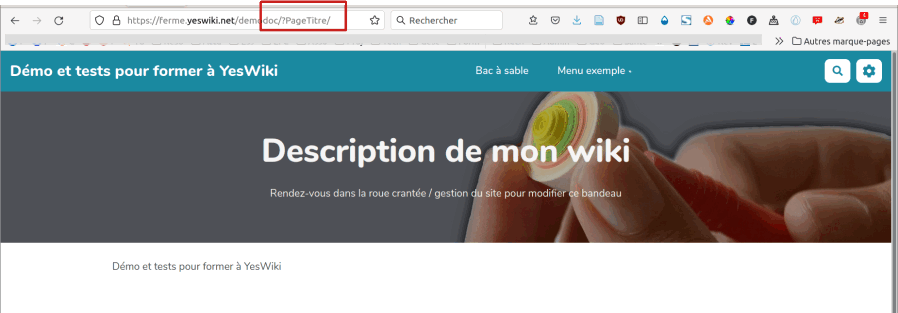 https://ferme.yeswiki.net/demodoc/?PageTitre/
Rechercher
Autres marque-pages
Démo et tests pour former à YesWiki
Bac à sable
Menu exemple
Description de mon wiki
Rendez-vous dans la roue crantée / gestion du site pour modifier ce bandeau
Démo et tests pour former à YesWiki